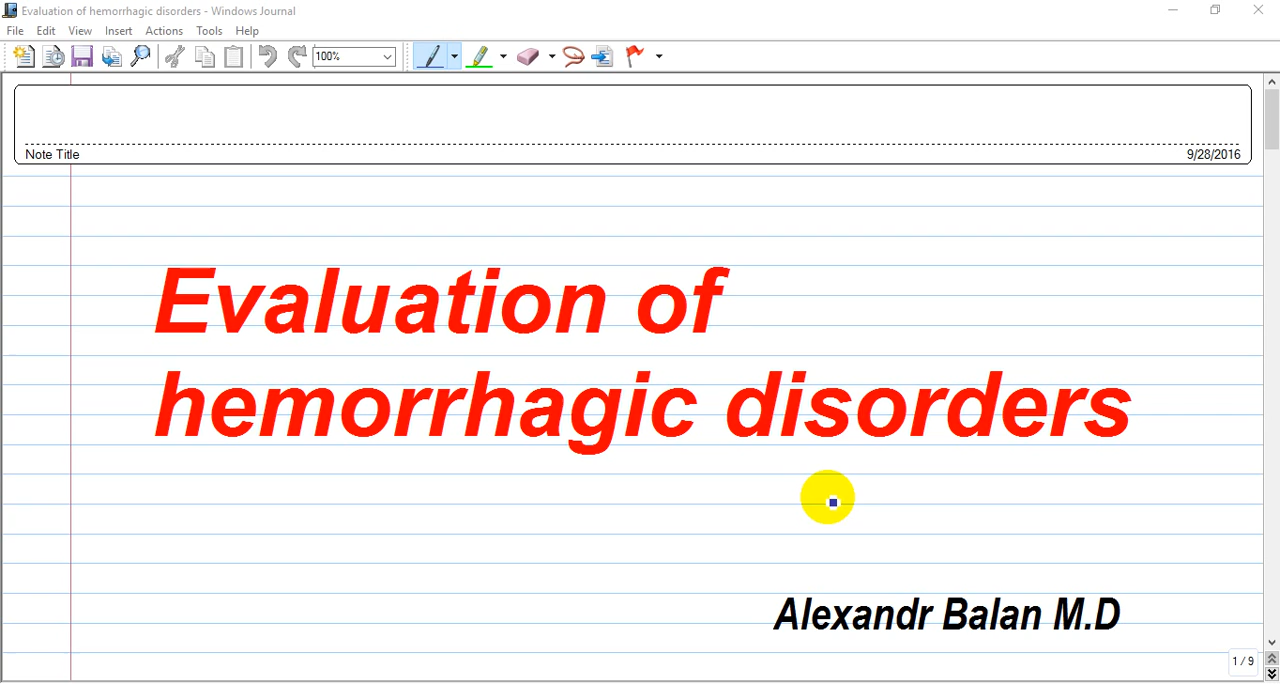 Evaluation of hemorrhagic disorders - Windows Journal
File Edit View Insert Actions Tools Help
100%
Note Title 9/28/2016
Evaluation of
hemorrhagic disorders
Alexandr Balan M.D
1 / 9